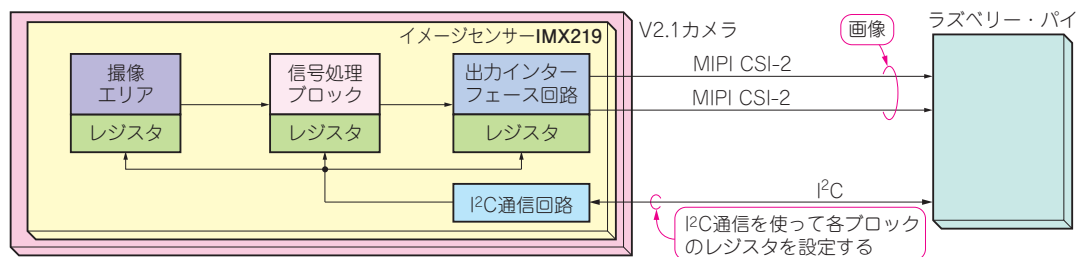 イメージセンサーIMX219
V2.1カメラ
画像
ラズベリー・パイ
撮像
エリア
レジスタ
信号処理
ブロック
レジスタ
出力インター
フェース回路
レジスタ
MIPI CSI-2
MIPI CSI-2
I²C通信回路
I²C
I²C通信を使って各ブロック
のレジスタを設定する